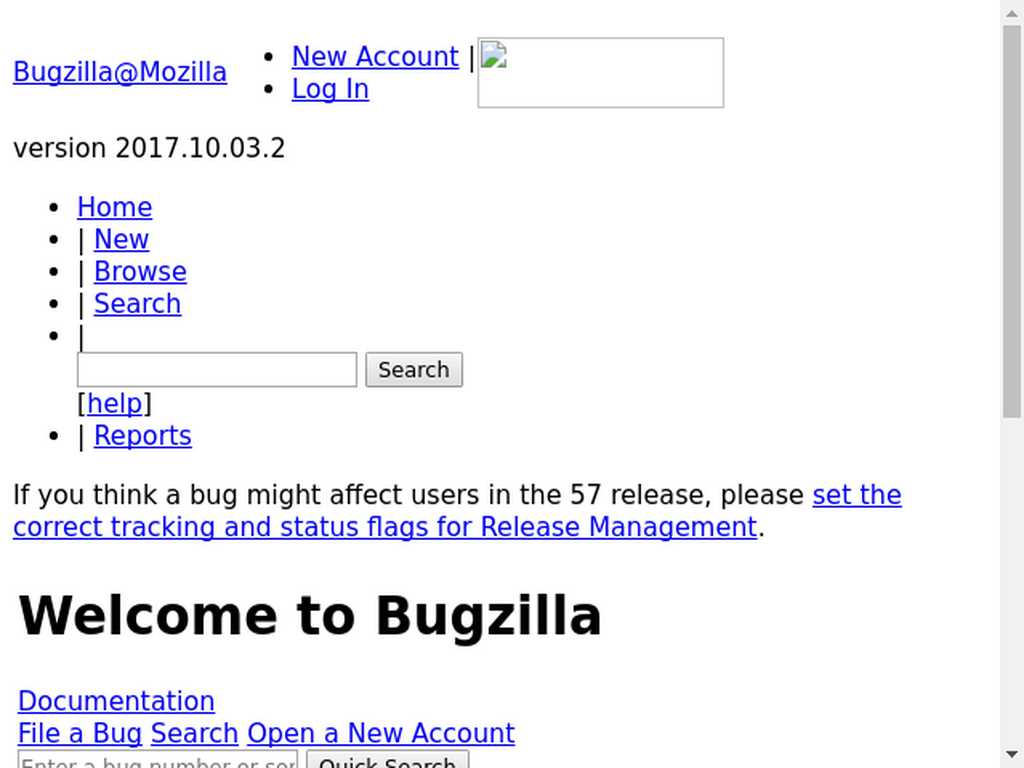 Bugzilla@Mozilla
New Account |
Log In
version 2017.10.03.2
Home
| New
| Browse
| Search
|
Search
[help]
| Reports
If you think a bug might affect users in the 57 release, please set the
correct tracking and status flags for Release Management.
Welcome to Bugzilla
Documentation
File a Bug Search Open a New Account
Enter a bug number or Quick Search